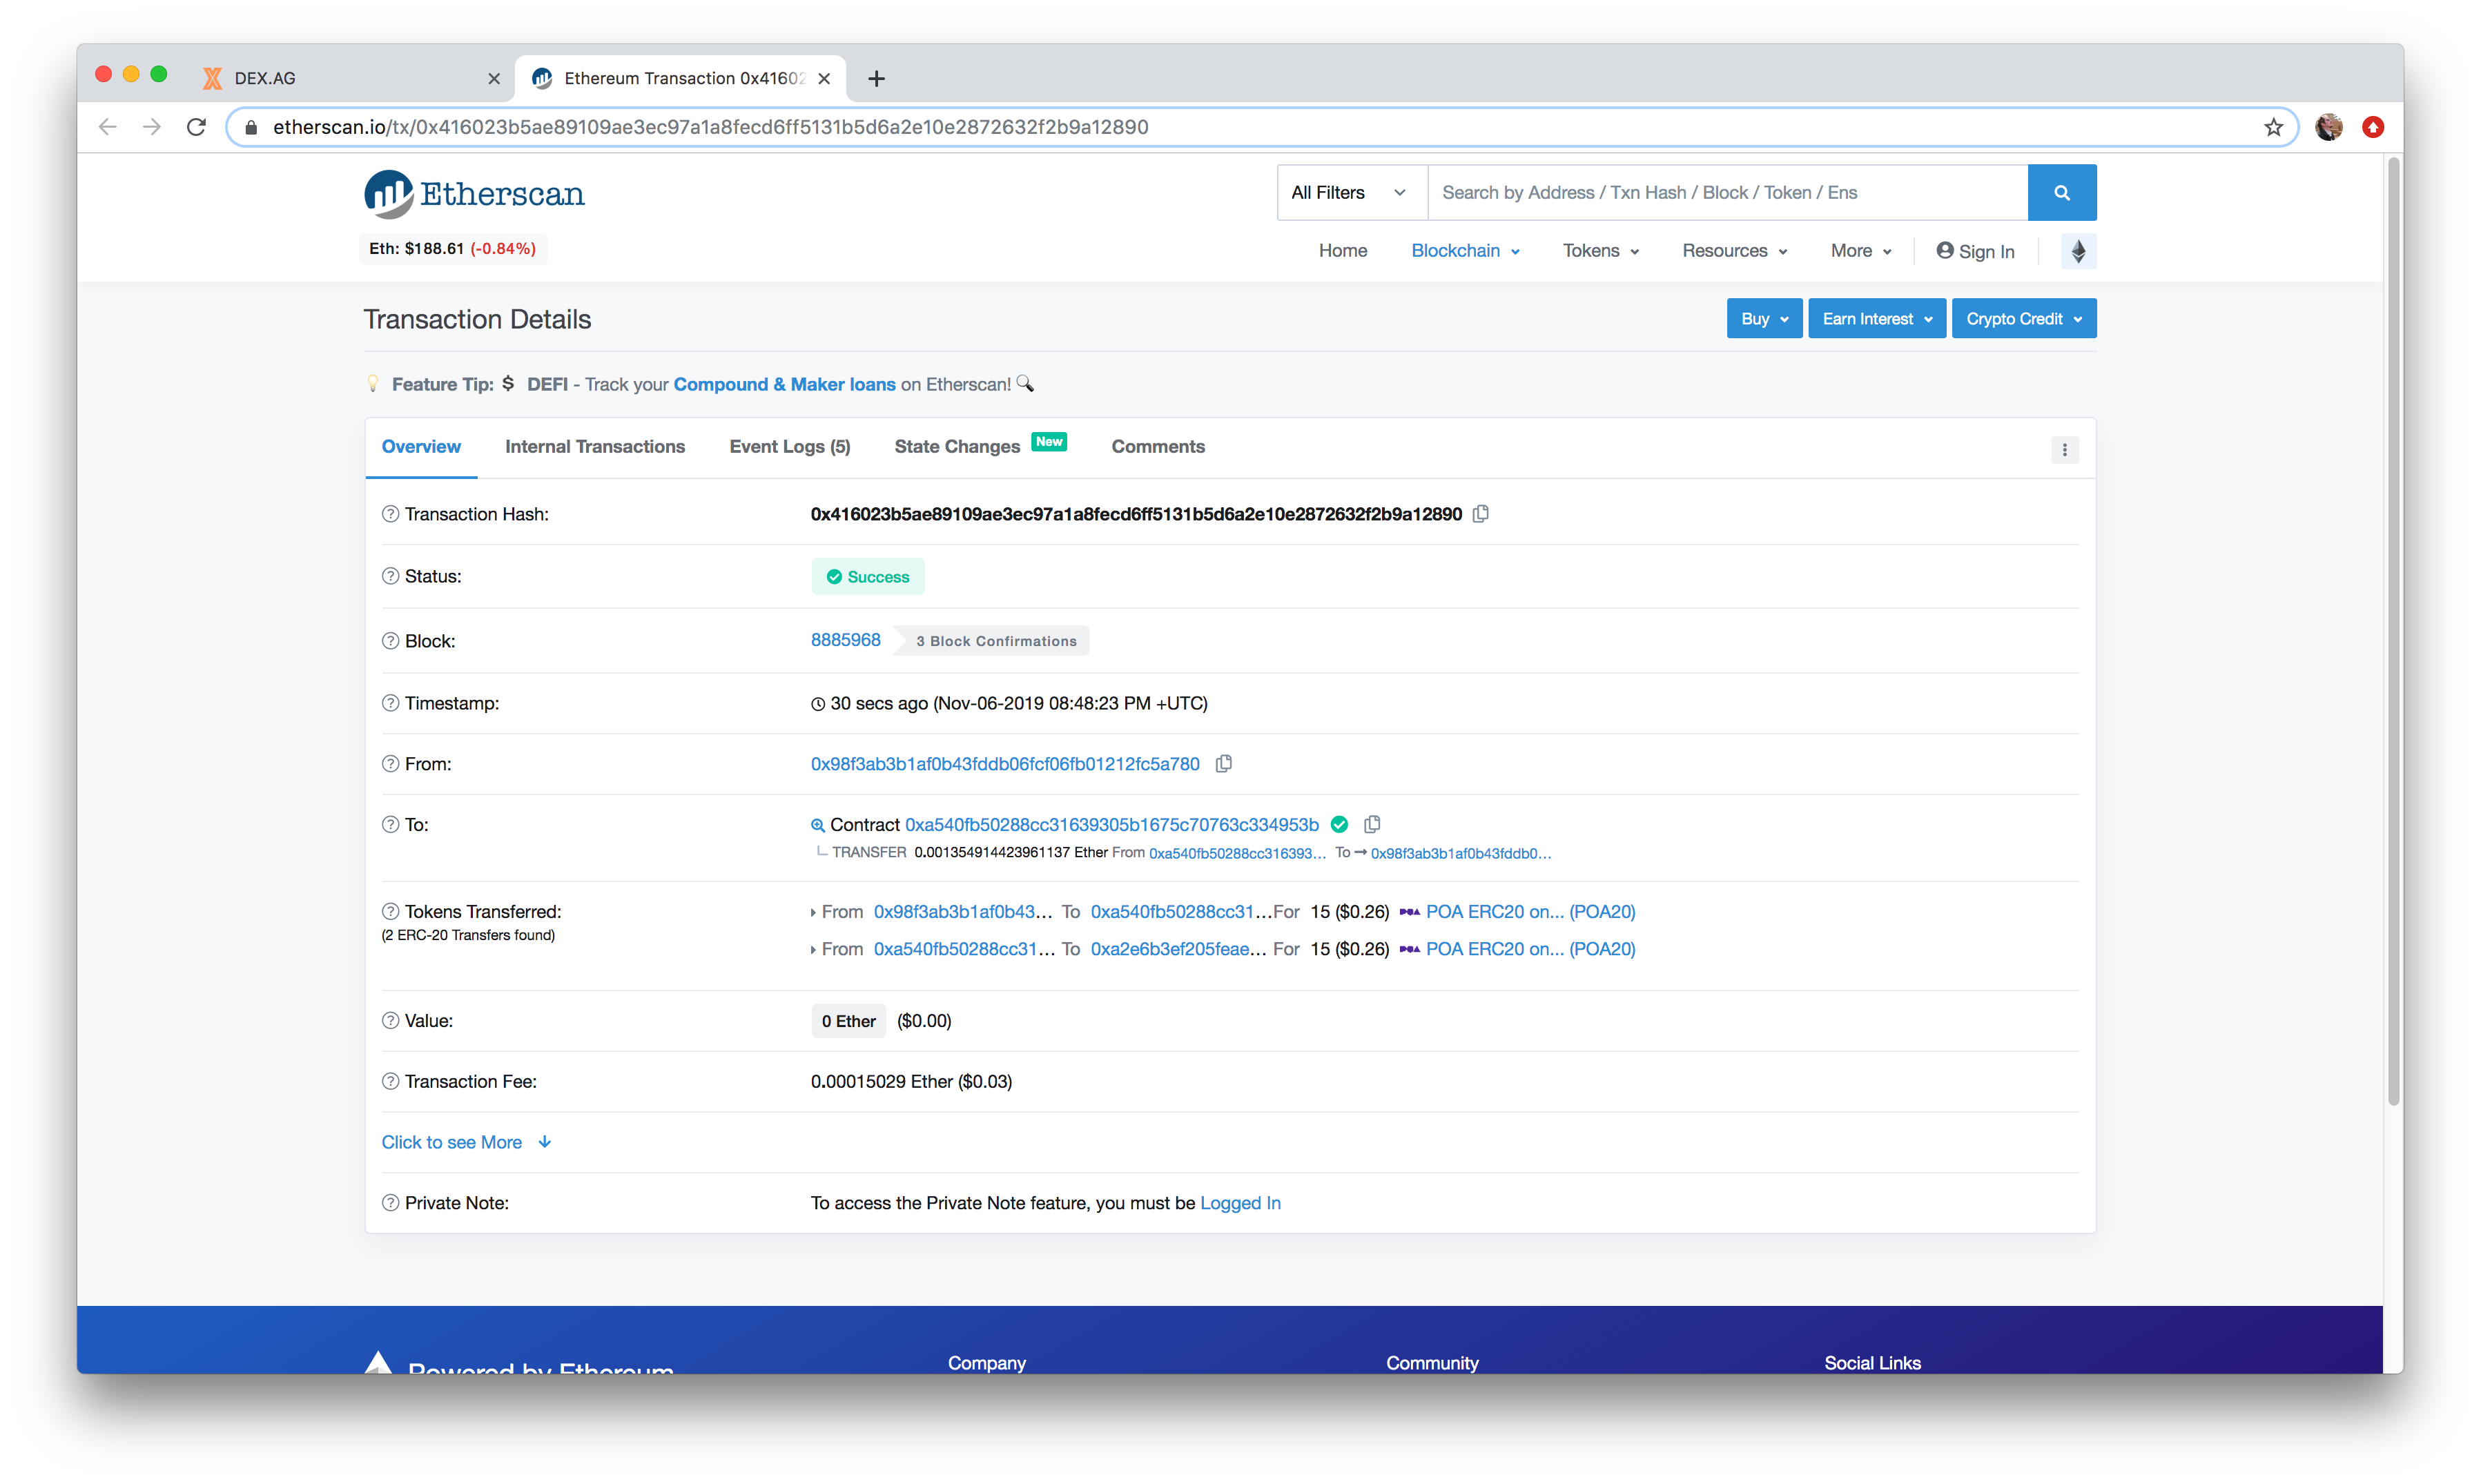 DEX.AG
Ethereum Transaction 0x41602
etherscan.io/tx/0x416023b5ae89109ae3ec97a1a8fecd6ff5131b5d6a2e10e2872632f2b9a12890
Etherscan
All Filters
Search by Address / Txn Hash / Block / Token / Ens
Eth: $188.61 (-0.84%)
Home Blockchain Tokens Resources More Sign In
Transaction Details
Buy Earn Interest Crypto Credit
Feature Tip: $ DEFI - Track your Compound & Maker loans on Etherscan!
Overview Internal Transactions Event Logs (5) State Changes New Comments
Transaction Hash: 0x416023b5ae89109ae3ec97a1a8fecd6ff5131b5d6a2e10e2872632f2b9a12890
Status: Success
Block: 8885968 3 Block Confirmations
Timestamp: 30 secs ago (Nov-06-2019 08:48:23 PM +UTC)
From: 0x98f3ab3b1af0b43fddb06fcf06fb01212fc5a780
To: Contract 0xa540fb50288cc31639305b1675c70763c334953b
TRANSFER 0.001354914423961137 Ether From 0xa540fb50288cc316393... To → 0x98f3ab3b1af0b43fddb0...
Tokens Transferred: From 0x98f3ab3b1af0b43... To 0xa540fb50288cc31...For 15 ($0.26) POA ERC20 on... (POA20)
(2 ERC-20 Transfers found)
From 0xa540fb50288cc31... To 0xa2e6b3ef205feae... For 15 ($0.26) POA ERC20 on... (POA20)
Value: 0 Ether ($0.00)
Transaction Fee: 0.00015029 Ether ($0.03)
Click to see More
Private Note: To access the Private Note feature, you must be Logged In
Powered by Ethereum
Company
Community
Social Links